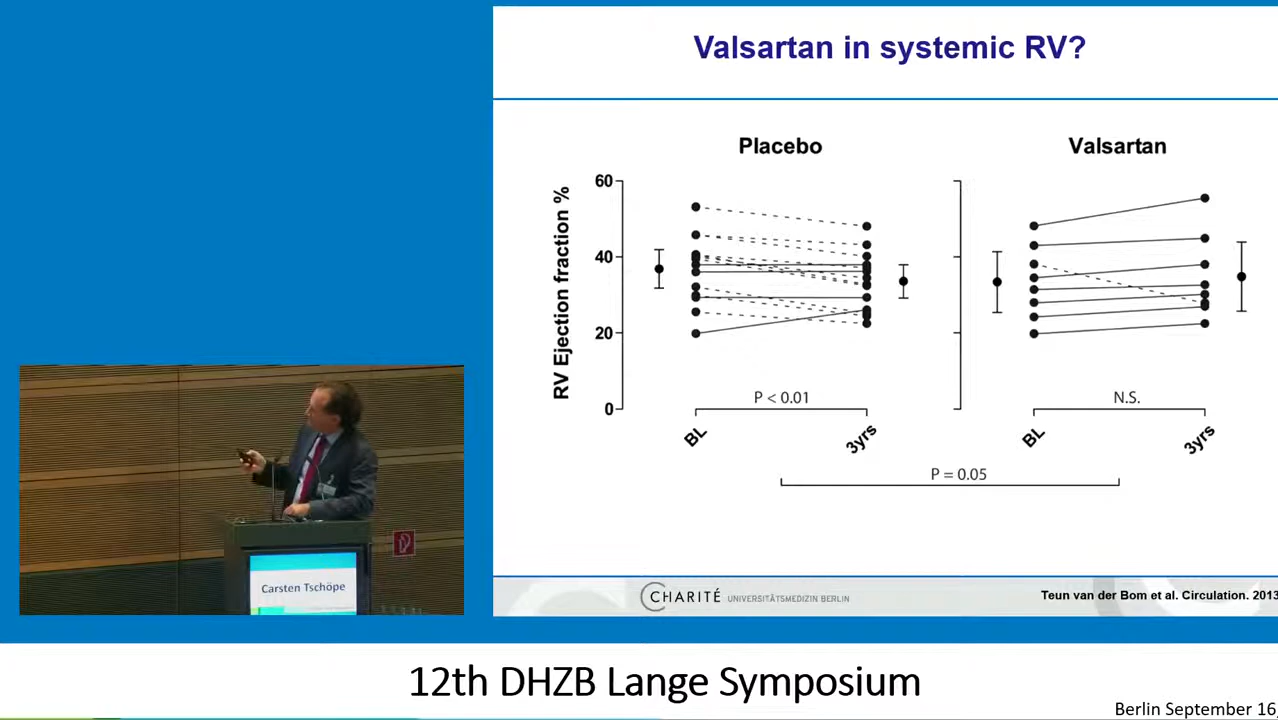 Valsartan in systemic RV?
Placebo
Valsartan
RV Ejection fraction %
60
40
20
0
P < 0.01
N.S.
BL
3yrs
BL
3yrs
P = 0.05
CHARITÉ UNIVERSITÄTSMEDIZIN BERLIN
Teun van der Bom et al. Circulation. 2013
Carsten Tschöpe
12th DHZB Lange Symposium
Berlin September 16,